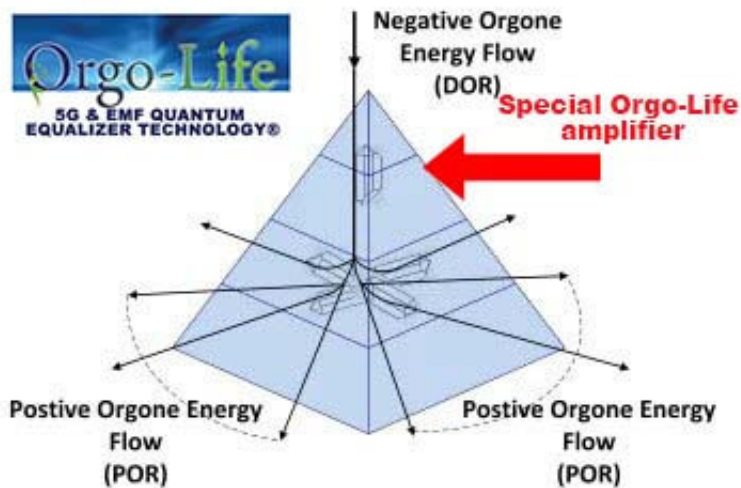 Orgo-Life
5G & EMF QUANTUM
EQUALIZER TECHNOLOGY®
Negative Orgone
Energy Flow
(DOR)
Special Orgo-Life
amplifier
Postive Orgone Energy
Flow
(POR)
Postive Orgone Energy
Flow
(POR)